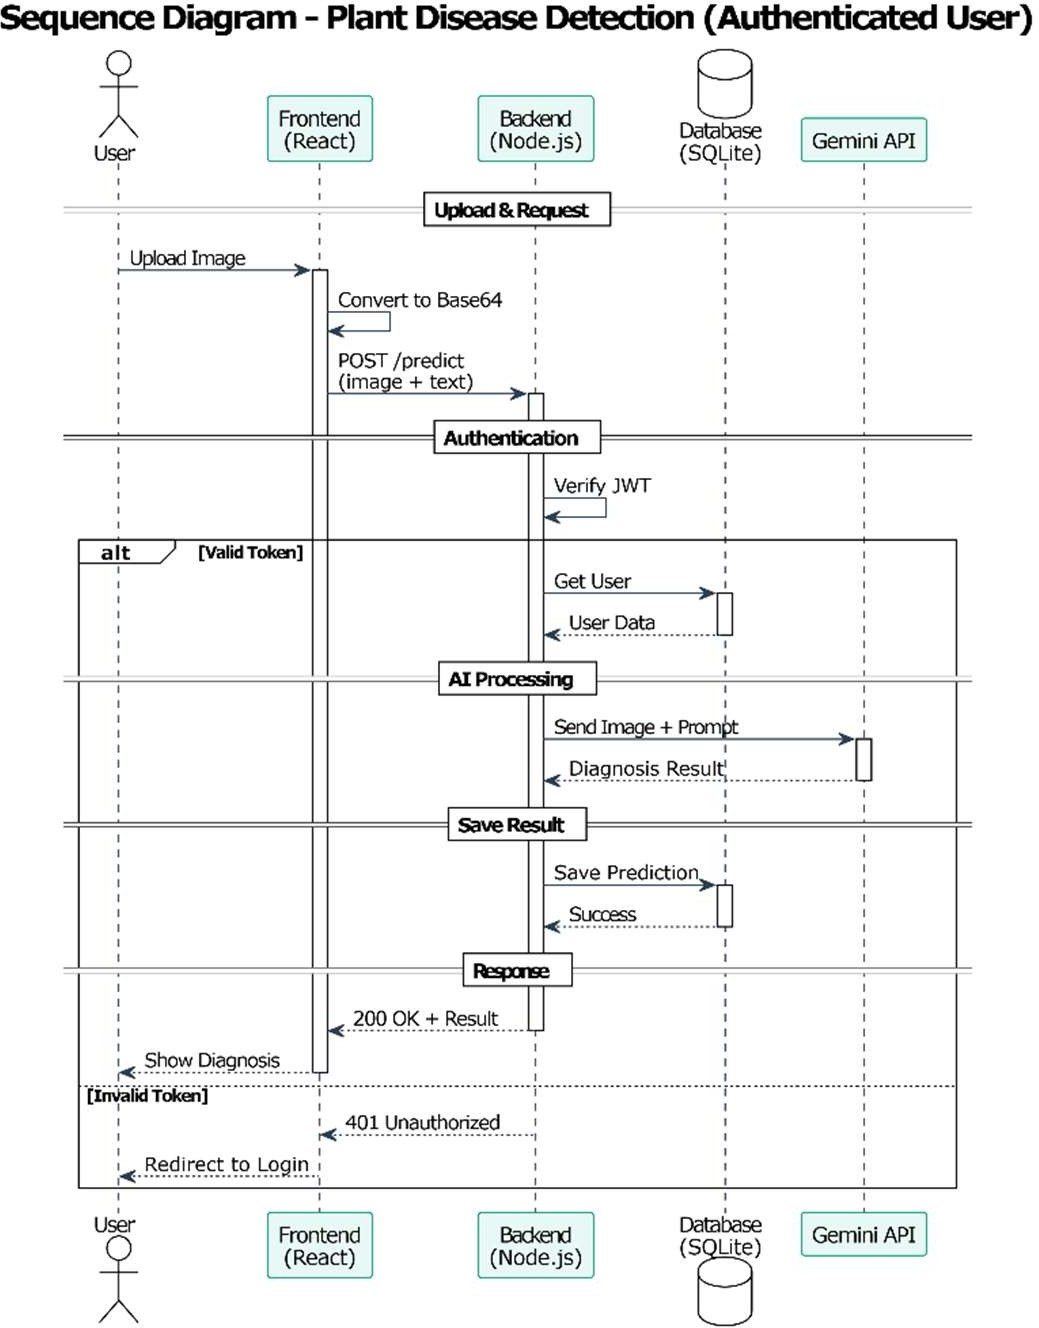 Sequence Diagram - Plant Disease Detection (Authenticated User)
User
Frontend
(React)
Backend
(Node.js)
Database
(SQLite)
Gemini API
Upload & Request
Upload Image
Convert to Base64
POST /predict
(image + text)
Authentication
Verify JWT
alt
[Valid Token]
Get User
User Data
AI Processing
Send Image + Prompt
Diagnosis Result
Save Result
Save Prediction
Success
Response
200 OK + Result
Show Diagnosis
[Invalid Token]
401 Unauthorized
Redirect to Login
User
Frontend
(React)
Backend
(Node.js)
Database
(SQLite)
Gemini API